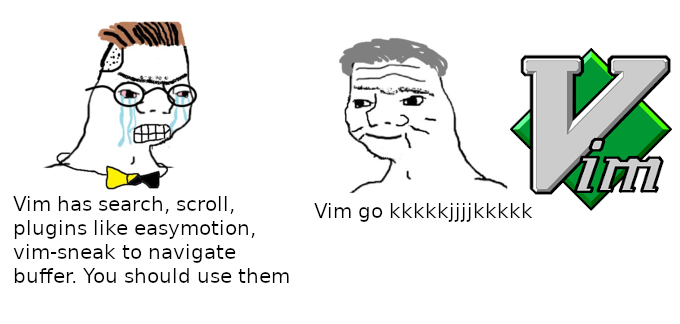 Vim has search, scroll,
plugins like easymotion,
vim-sneak to navigate
buffer. You should use them
Vim go kkkkkjjjjkkkkk
Vim